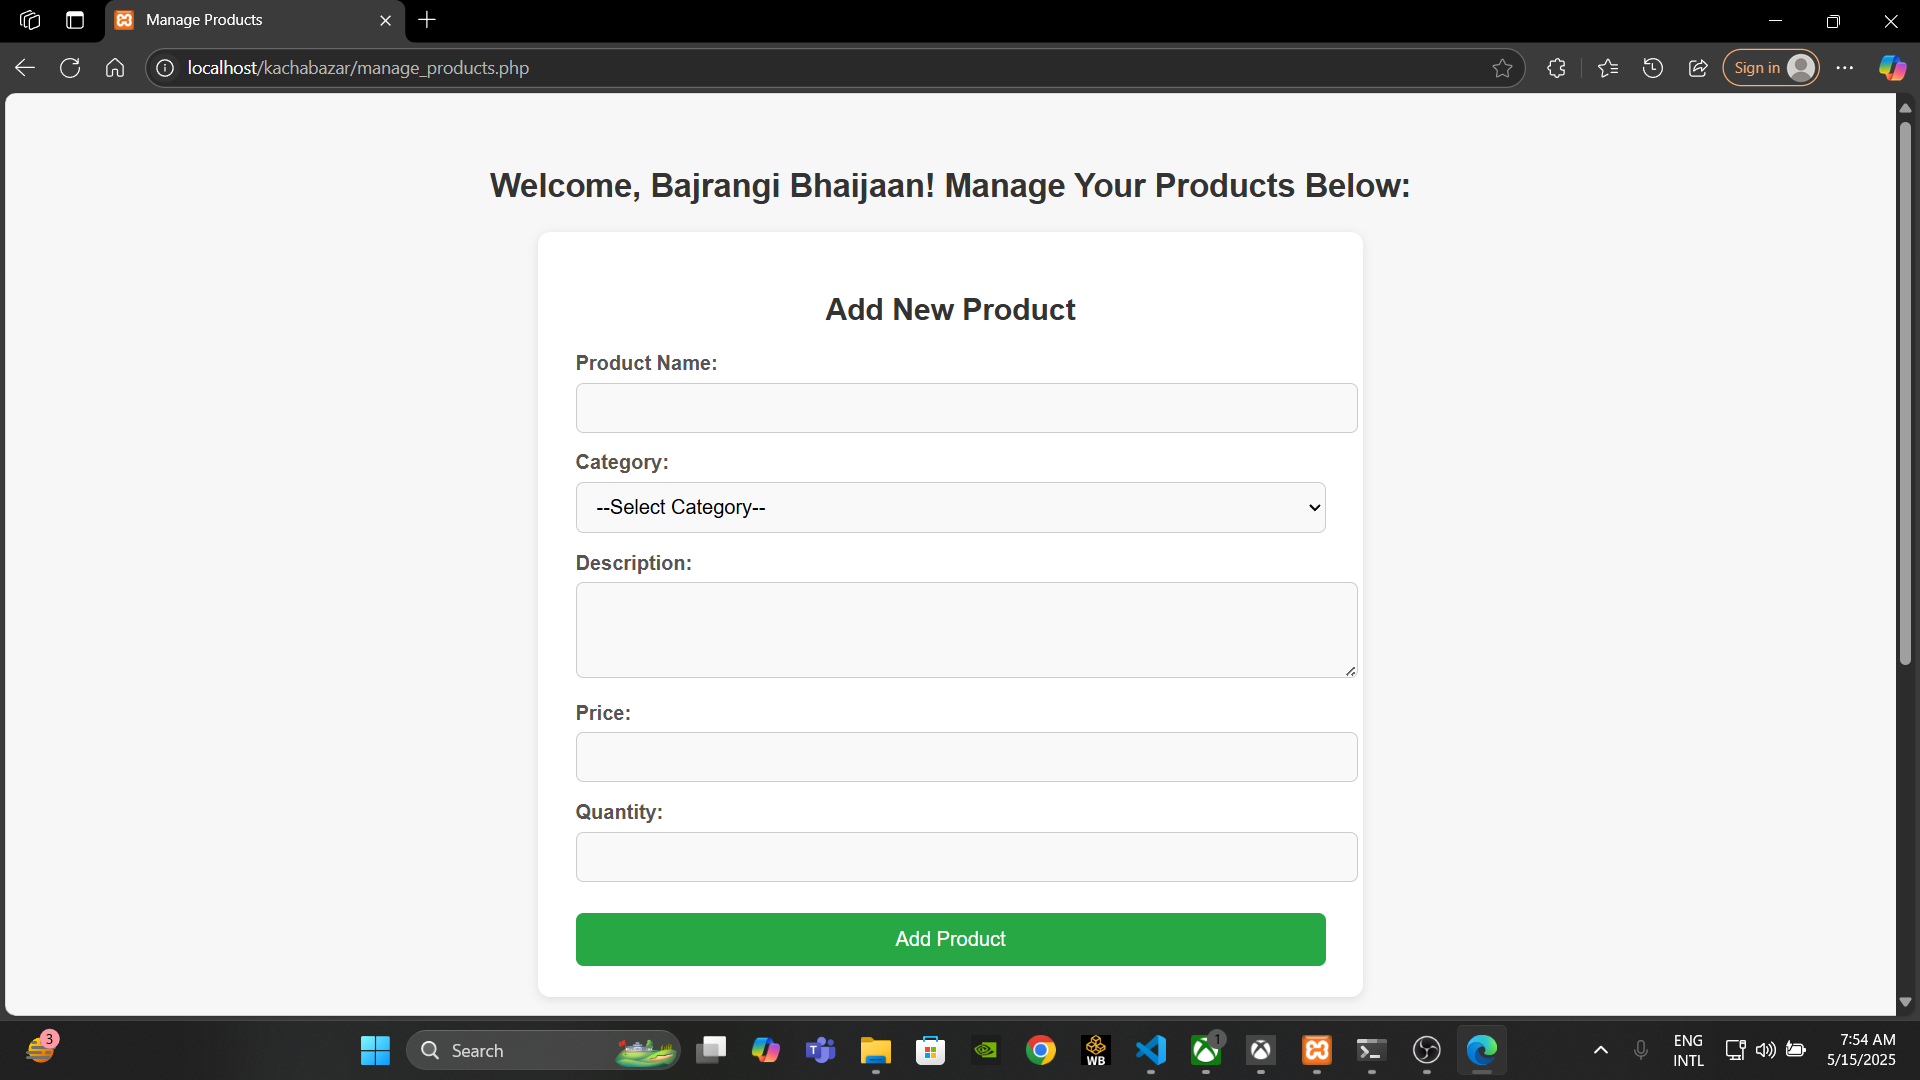 Manage Products
localhost/kachabazar/manage_products.php
Sign in
Welcome, Bajrangi Bhaijaan! Manage Your Products Below:
Add New Product
Product Name:
Category:
--Select Category--
Description:
Price:
Quantity:
Add Product
3
Search
WB
1
ENG
INTL
7:54 AM
5/15/2025